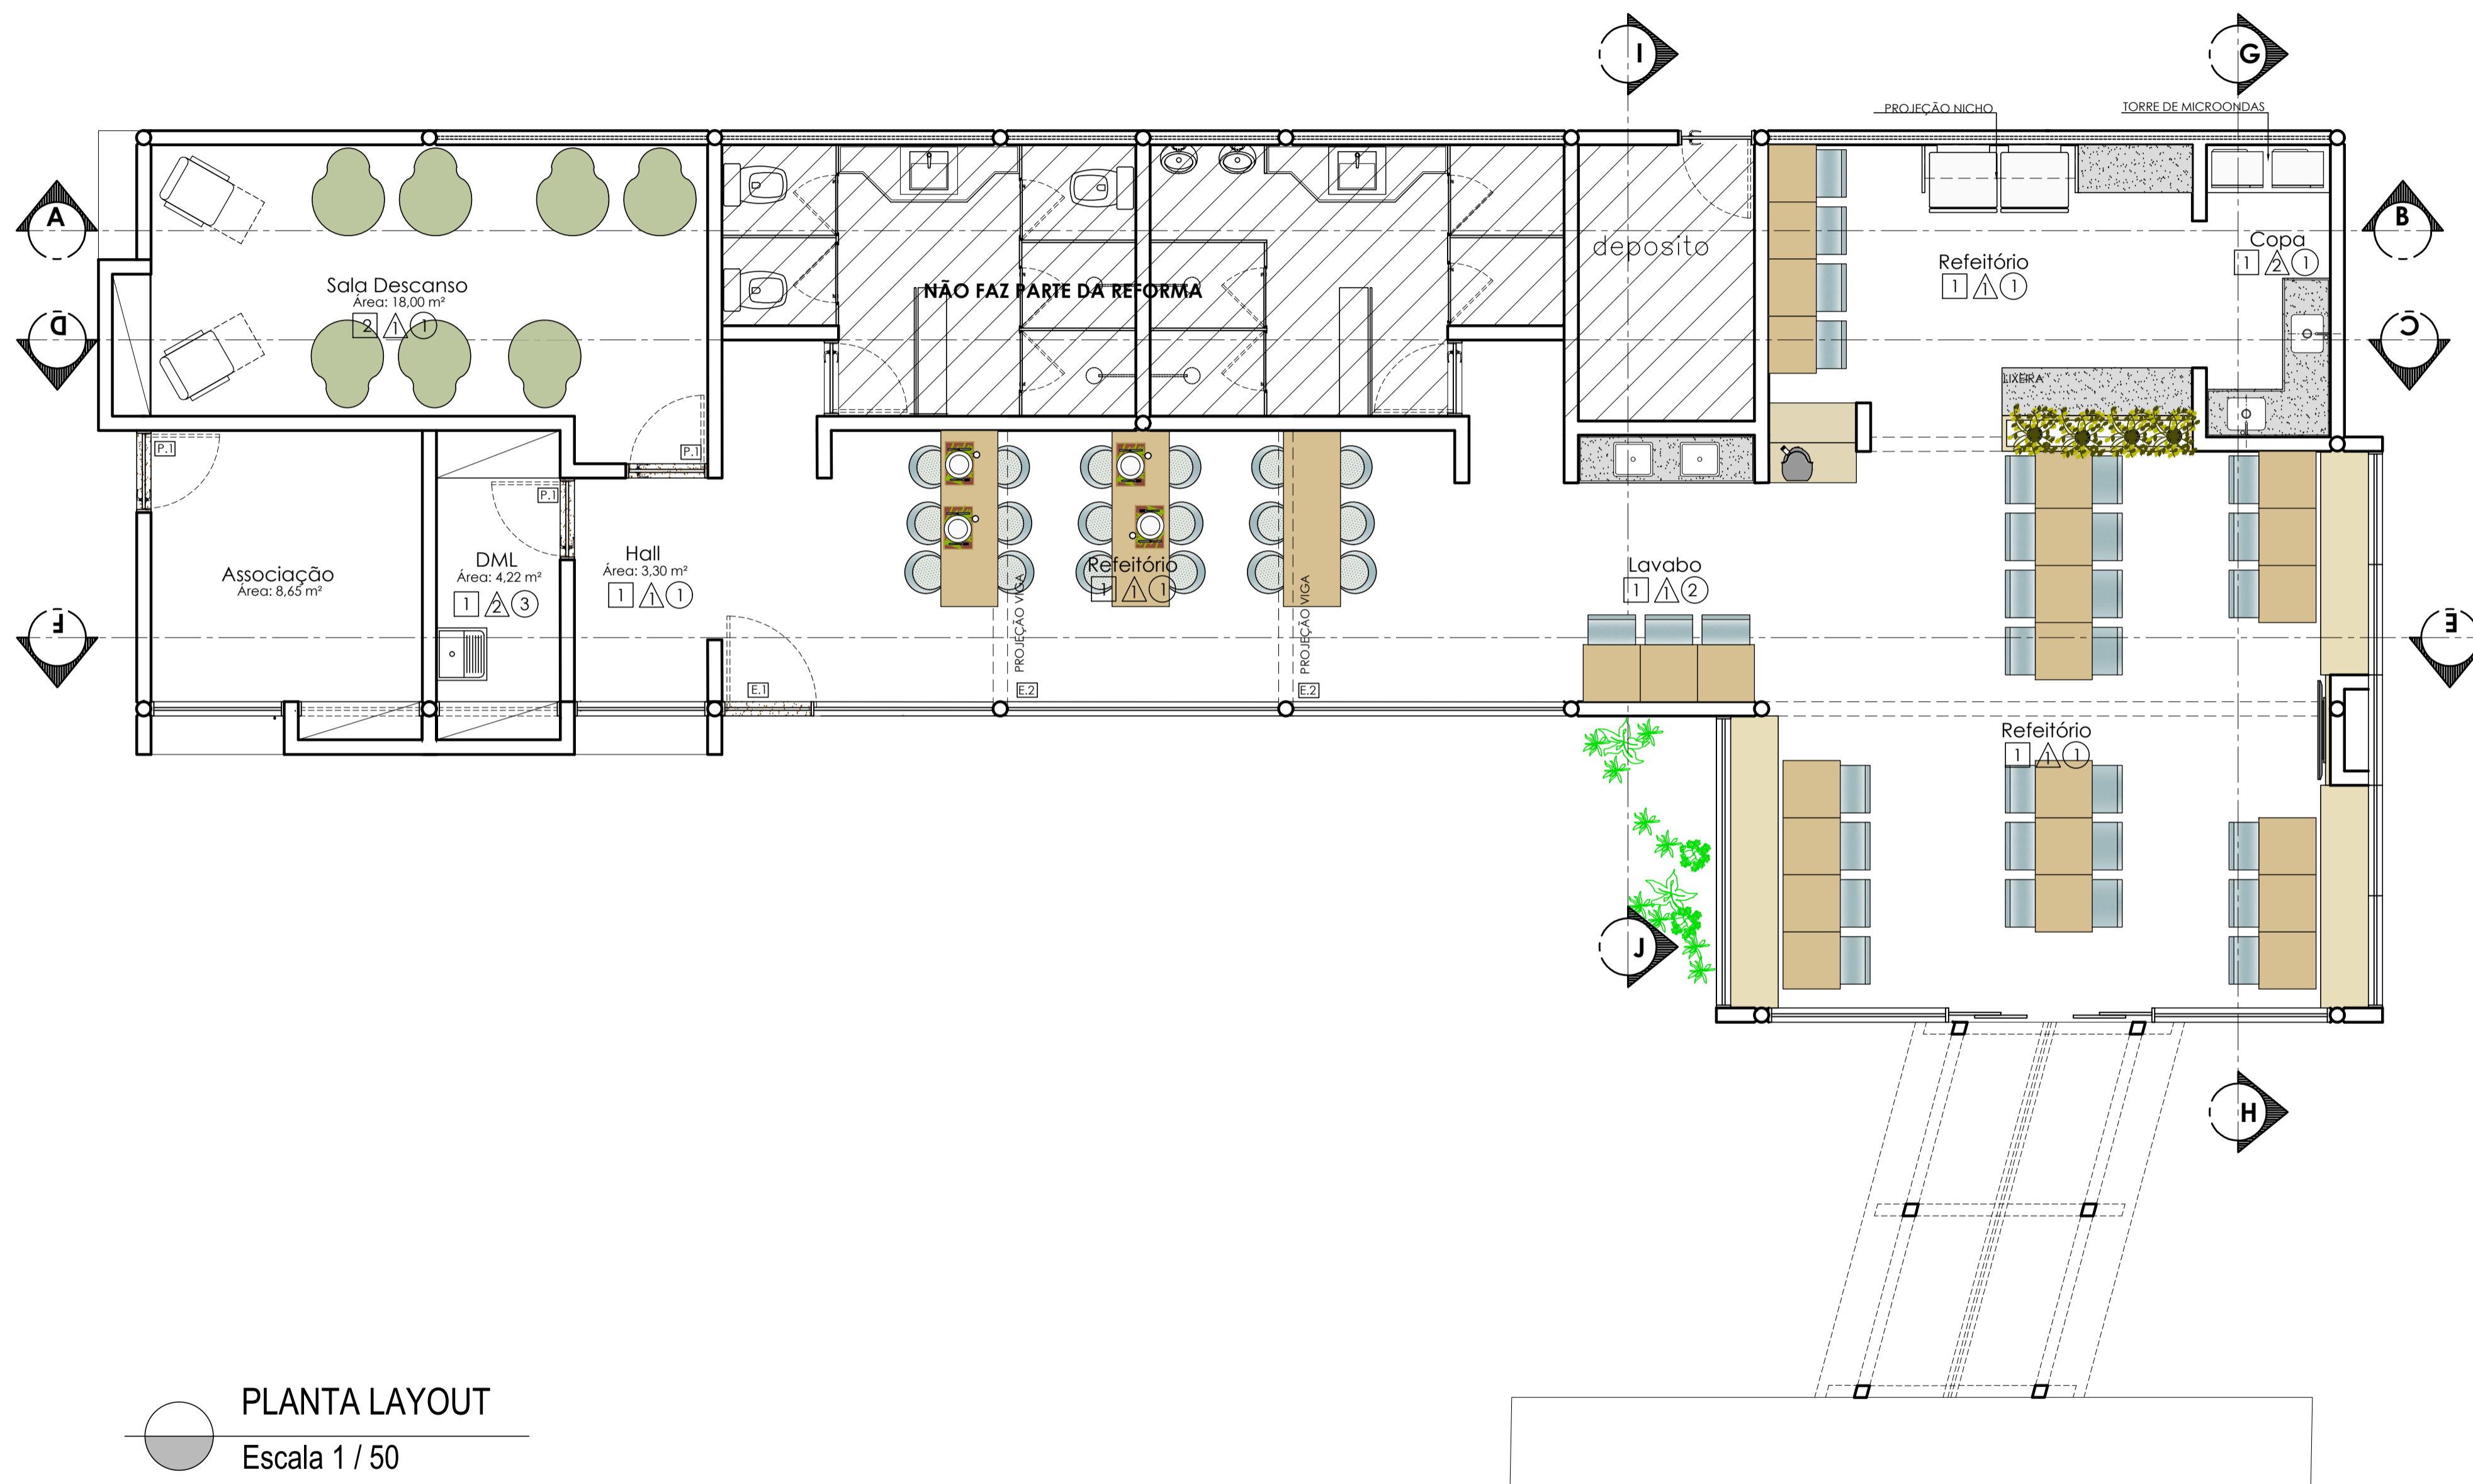 I
G
PROJEÇÃO NICHO
TORRE DE MICROONDAS
A
B
deposito
Copa
1 2 1
Refeitório
1 1 1
Sala Descanso
Área: 18,00 m²
2 1 1
NÃO FAZ PARTE DA REFORMA
D
C
LIXEIRA
P.1
P.1
P.1
DML
Área: 4,22 m²
1 2 3
Hall
Área: 3,30 m²
1 1 1
Associação
Área: 8,65 m²
Refeitório
1 1 1
Lavabo
1 1 2
PROJEÇÃO VIGA
PROJEÇÃO VIGA
F
E
E.1
E.2
E.2
Refeitório
1 1 1
J
H
PLANTA LAYOUT
Escala 1 / 50